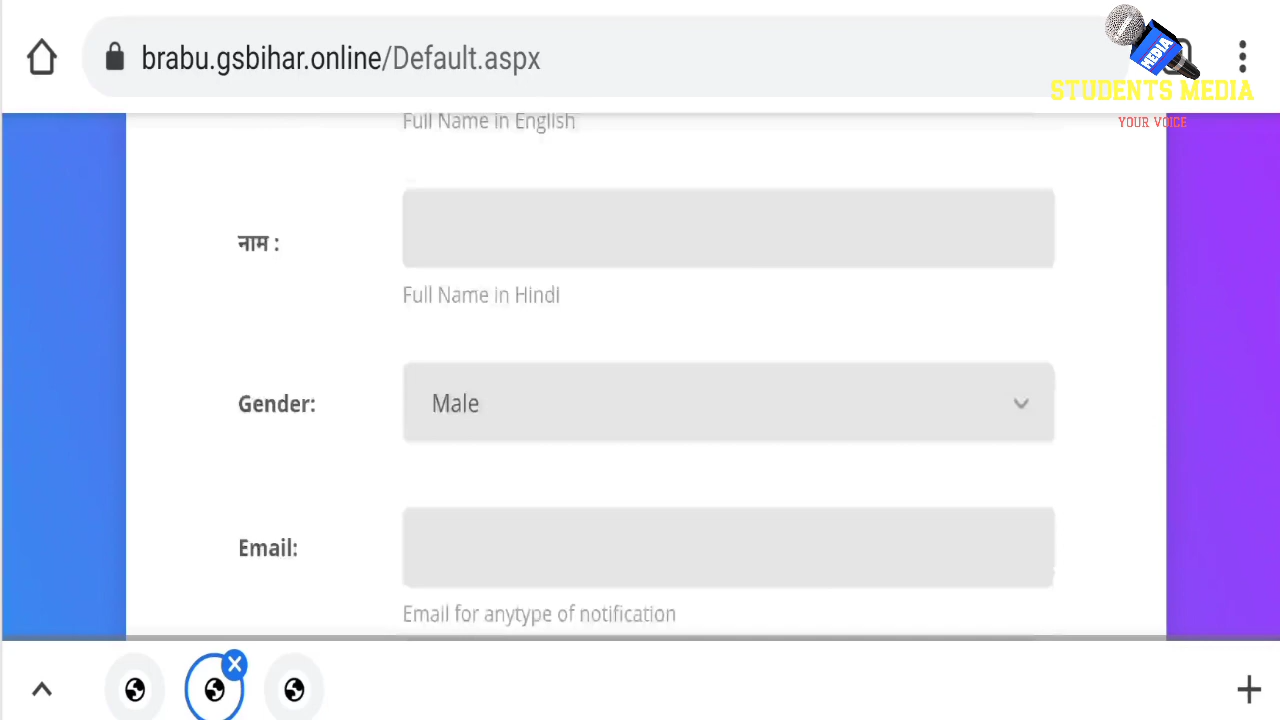 brabu.gsbihar.online/Default.aspx
MEDIA
STUDENTS MEDIA
YOUR VOICE
Full Name in English
नाम :
Full Name in Hindi
Gender:
Male
Email:
Email for anytype of notification